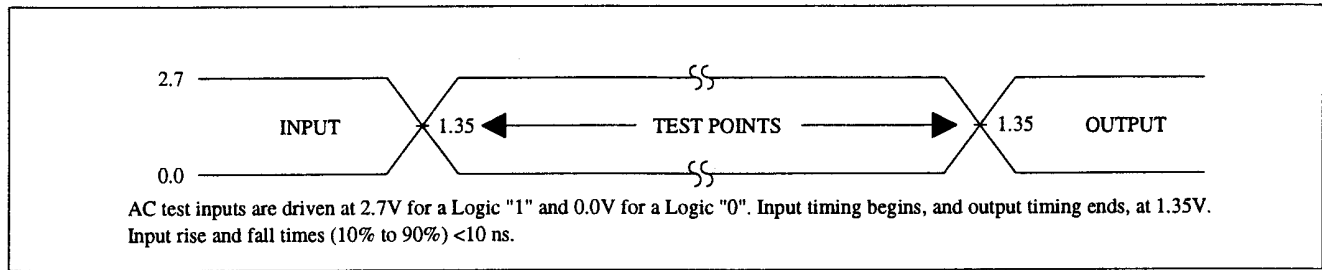 2.7
INPUT 1.35 TEST POINTS 1.35 OUTPUT
0.0
AC test inputs are driven at 2.7V for a Logic "1" and 0.0V for a Logic "0". Input timing begins, and output timing ends, at 1.35V.
Input rise and fall times (10% to 90%) <10 ns.